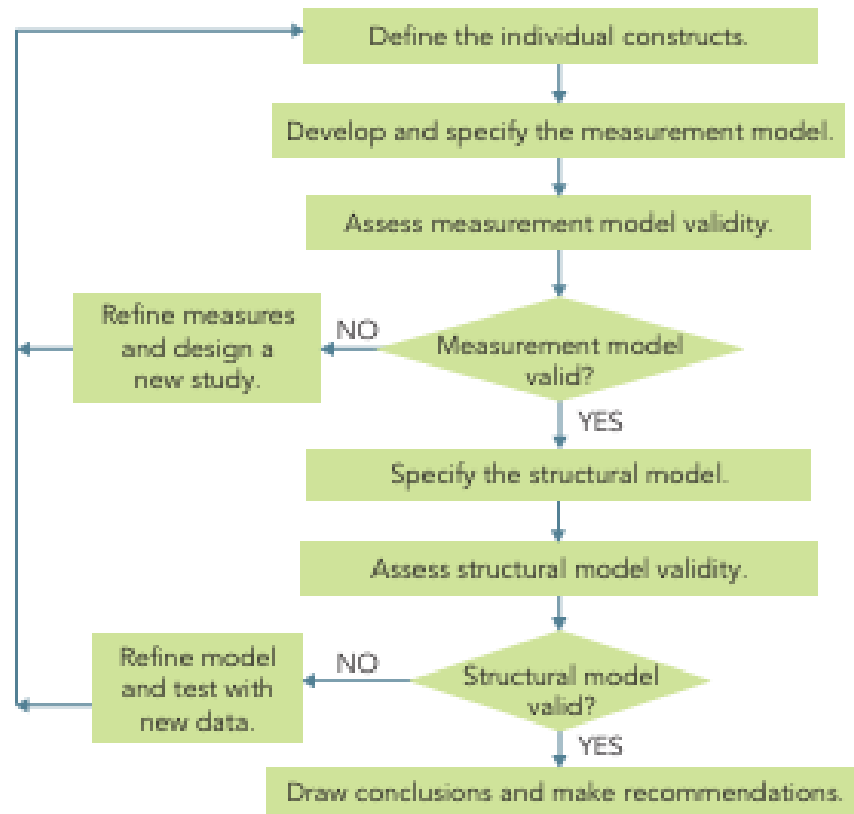 Define the individual constructs.
Develop and specify the measurement model.
Assess measurement model validity.
Refine measures
and design a
new study.
NO
Measurement model
valid?
YES
Specify the structural model.
Assess structural model validity.
Refine model
and test with
new data.
NO
Structural model
valid?
YES
Draw conclusions and make recommendations.